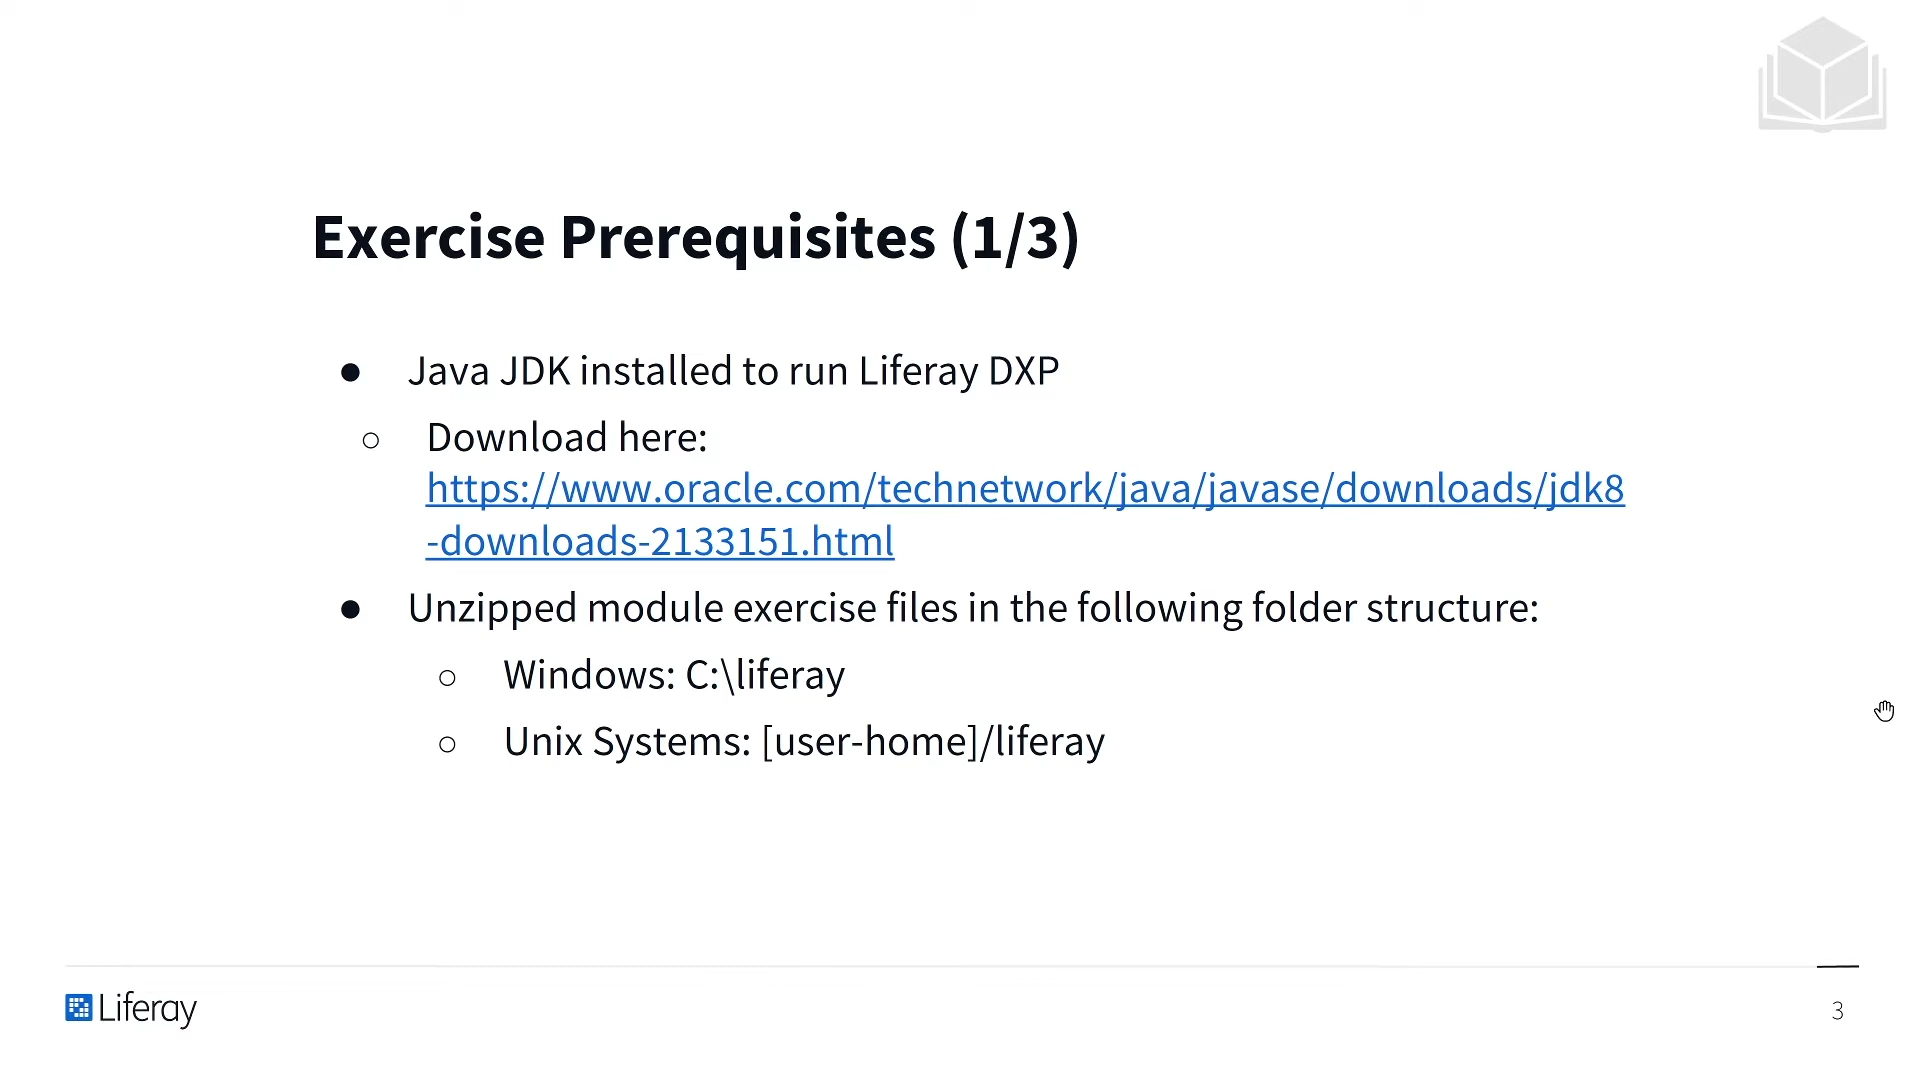 Exercise Prerequisites (1/3)
● Java JDK installed to run Liferay DXP
○ Download here:
https://www.oracle.com/technetwork/java/javase/downloads/jdk8
-downloads-2133151.html
● Unzipped module exercise files in the following folder structure:
○ Windows: C:\liferay
○ Unix Systems: [user-home]/liferay
Liferay
3